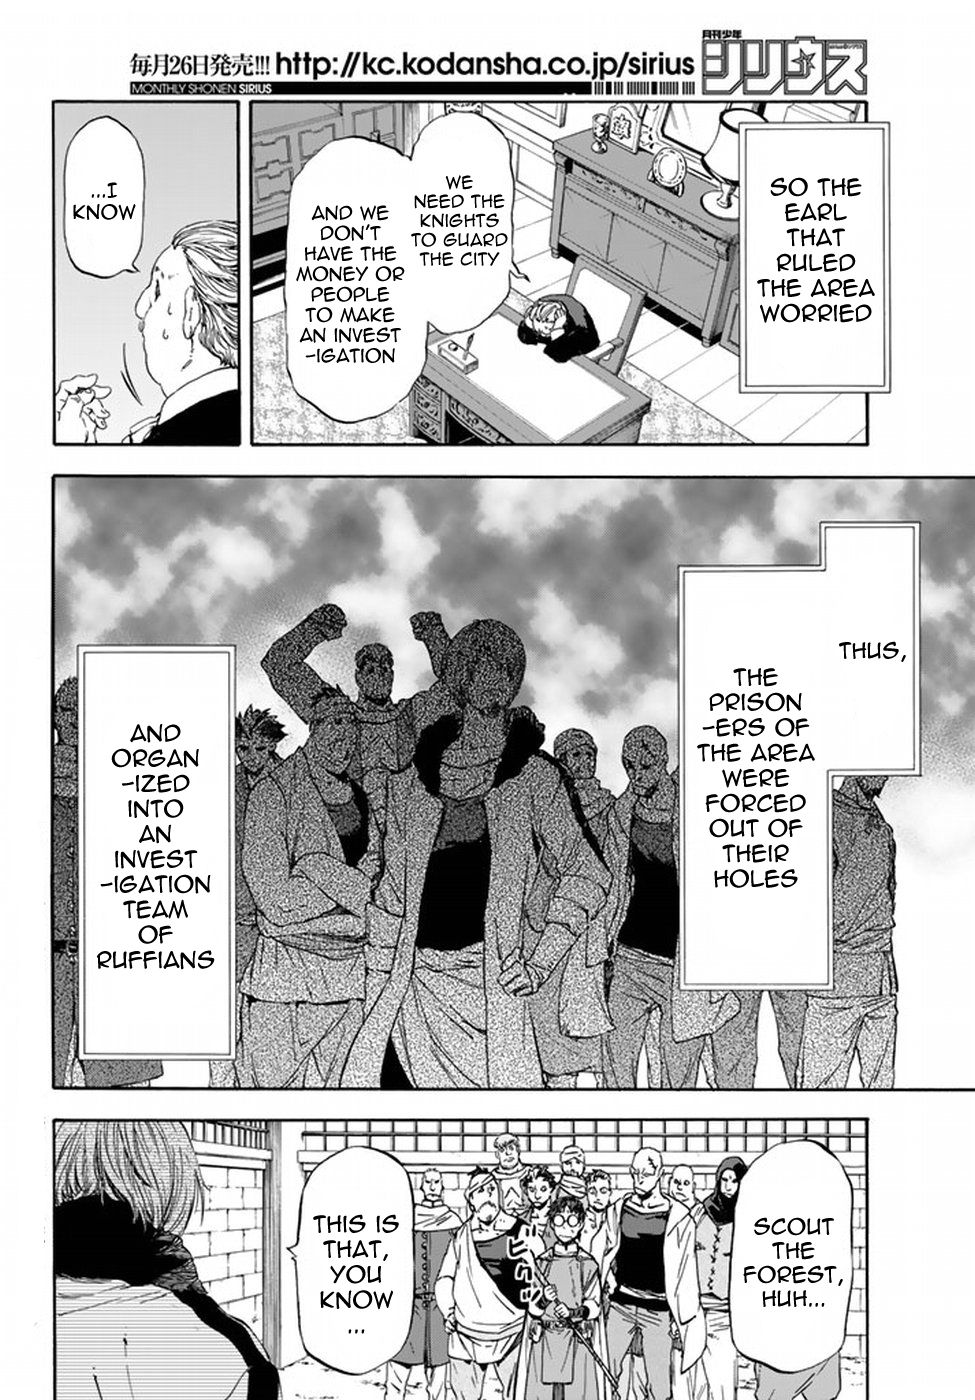 毎月26日発売!!! http://kc.kodansha.co.jp/sirius
MONTHLY SHONEN SIRIUS
月刊少年
シリウス
SO THE
EARL
THAT
RULED
THE AREA
WORRIED
WE
NEED THE
KNIGHTS
TO GUARD
THE CITY
AND WE
DON'T
HAVE THE
MONEY OR
PEOPLE
TO MAKE
AN INVEST
-IGATION
...I
KNOW
THUS,
THE
PRISON
-ERS OF
THE AREA
WERE
FORCED
OUT OF
THEIR
HOLES
AND
ORGAN
-IZED
INTO
AN
INVEST
-IGATION
TEAM
OF
RUFFIANS
SCOUT
THE
FOREST,
HUH...
ビクッ
THIS IS
THAT,
YOU
KNOW
...